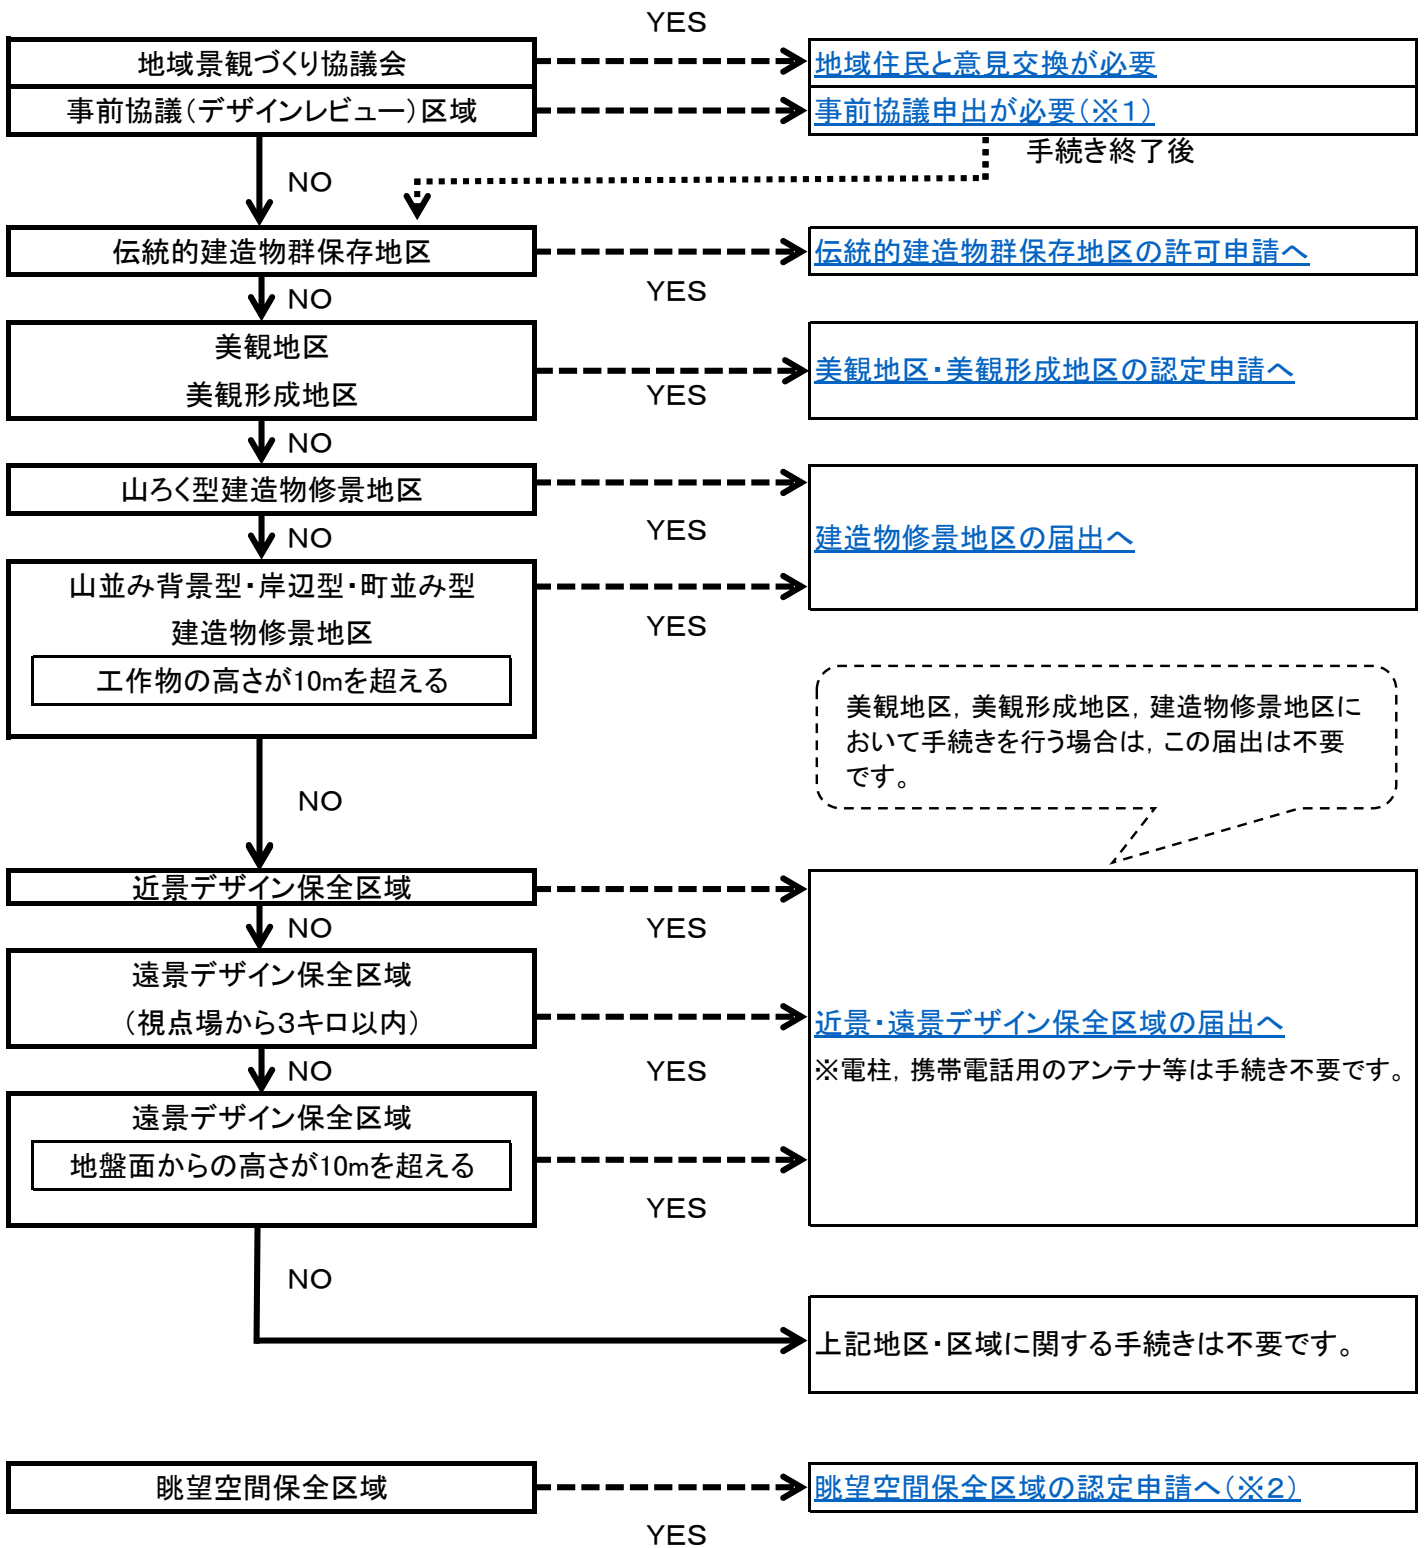 YES
地域景観づくり協議会
地域住民と意見交換が必要
事前協議（デザインレビュー）区域
事前協議申出が必要（※１）
手続き終了後
NO
伝統的建造物群保存地区
伝統的建造物群保存地区の許可申請へ
YES
NO
美観地区
美観形成地区
美観地区・美観形成地区の認定申請へ
YES
NO
山ろく型建造物修景地区
YES
建造物修景地区の届出へ
NO
山並み背景型・岸辺型・町並み型
建造物修景地区
YES
工作物の高さが10mを超える
美観地区，美観形成地区，建造物修景地区に
おいて手続きを行う場合は，この届出は不要
です。
NO
近景デザイン保全区域
YES
NO
遠景デザイン保全区域
（視点場から３キロ以内）
近景・遠景デザイン保全区域の届出へ
※電柱，携帯電話用のアンテナ等は手続き不要です。
YES
NO
遠景デザイン保全区域
地盤面からの高さが10mを超える
YES
NO
上記地区・区域に関する手続きは不要です。
眺望空間保全区域
眺望空間保全区域の認定申請へ（※２）
YES